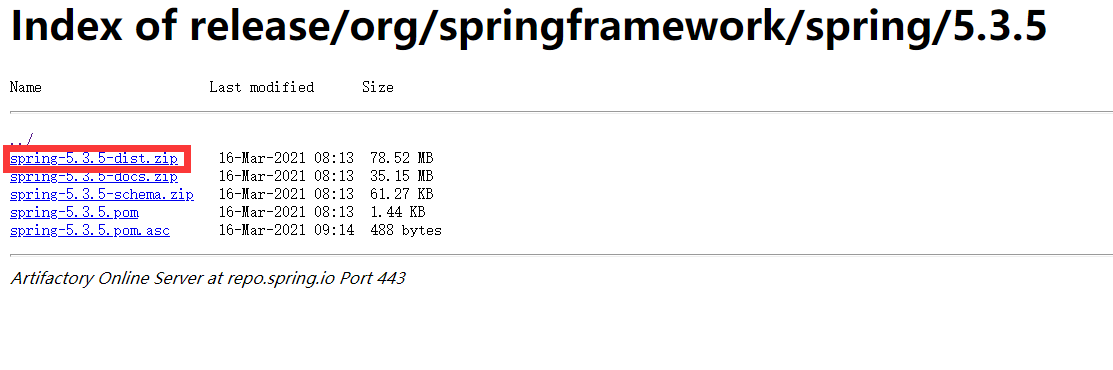 Index of release/org/springframework/spring/5.3.5
Name Last modified Size
../
spring-5.3.5-dist.zip 16-Mar-2021 08:13 78.52 MB
spring-5.3.5-docs.zip 16-Mar-2021 08:13 35.15 MB
spring-5.3.5-schema.zip 16-Mar-2021 08:13 61.27 KB
spring-5.3.5.pom 16-Mar-2021 08:13 1.44 KB
spring-5.3.5.pom.asc 16-Mar-2021 09:14 488 bytes
Artifactory Online Server at repo.spring.io Port 443